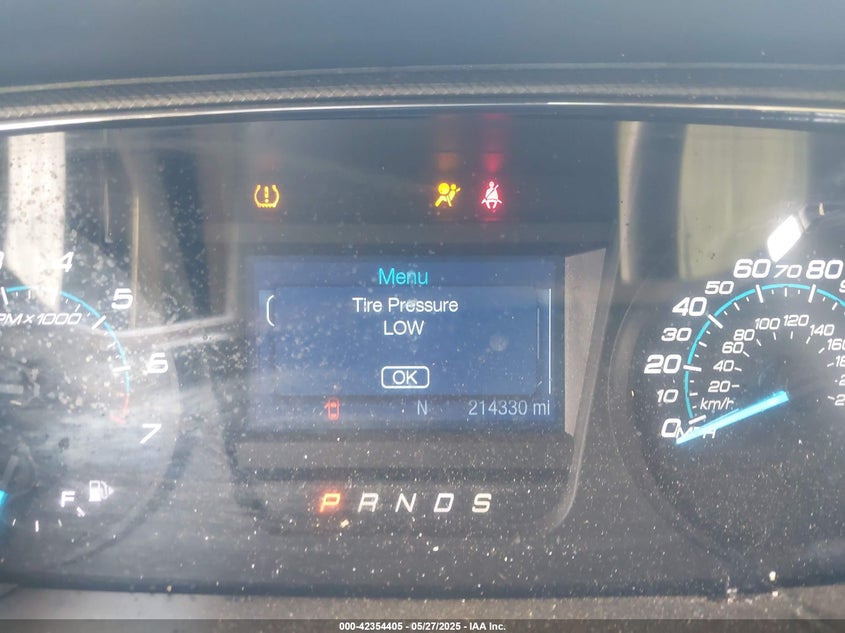 Menu
Tire Pressure
LOW
OK
N 214330 mi
P R N D S
4
5
6
7
RPM x 1000
F
0 10 20 30 40 50 60 70 80
MPH
20 40 60 80 100 120 140
km/h
000-42354405 - 05/27/2025 - IAA Inc.